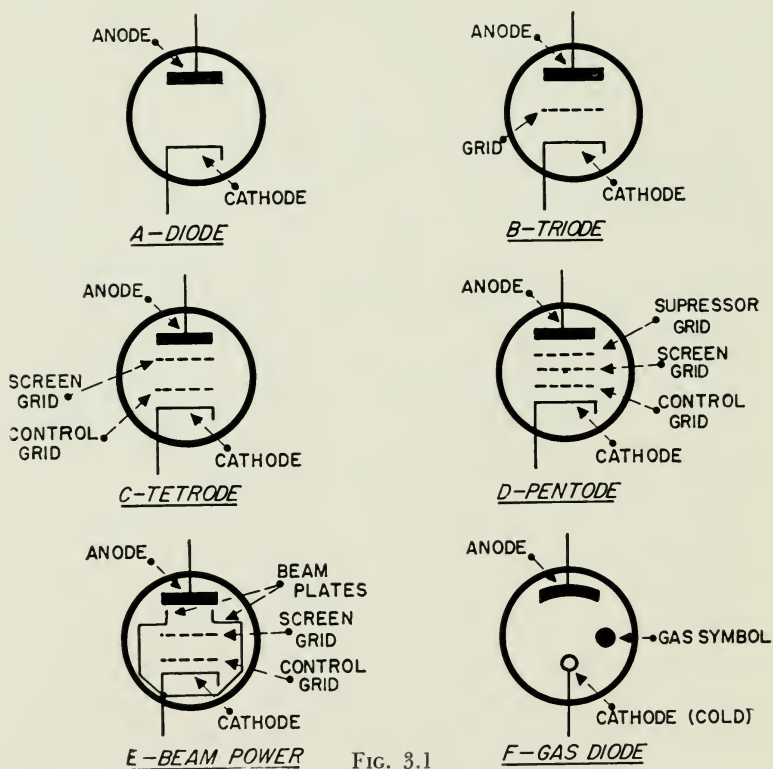 ANODE
CATHODE
A-DIODE
ANODE
GRID
CATHODE
B-TRIODE
ANODE
SCREEN
GRID
CONTROL
GRID
CATHODE
C-TETRODE
ANODE
SUPRESSOR
GRID
SCREEN
GRID
CONTROL
GRID
CATHODE
D-PENTODE
ANODE
BEAM
PLATES
SCREEN
GRID
CONTROL
GRID
CATHODE
E-BEAM POWER
ANODE
GAS SYMBOL
CATHODE (COLD)
F-GAS DIODE
FIG. 3.1